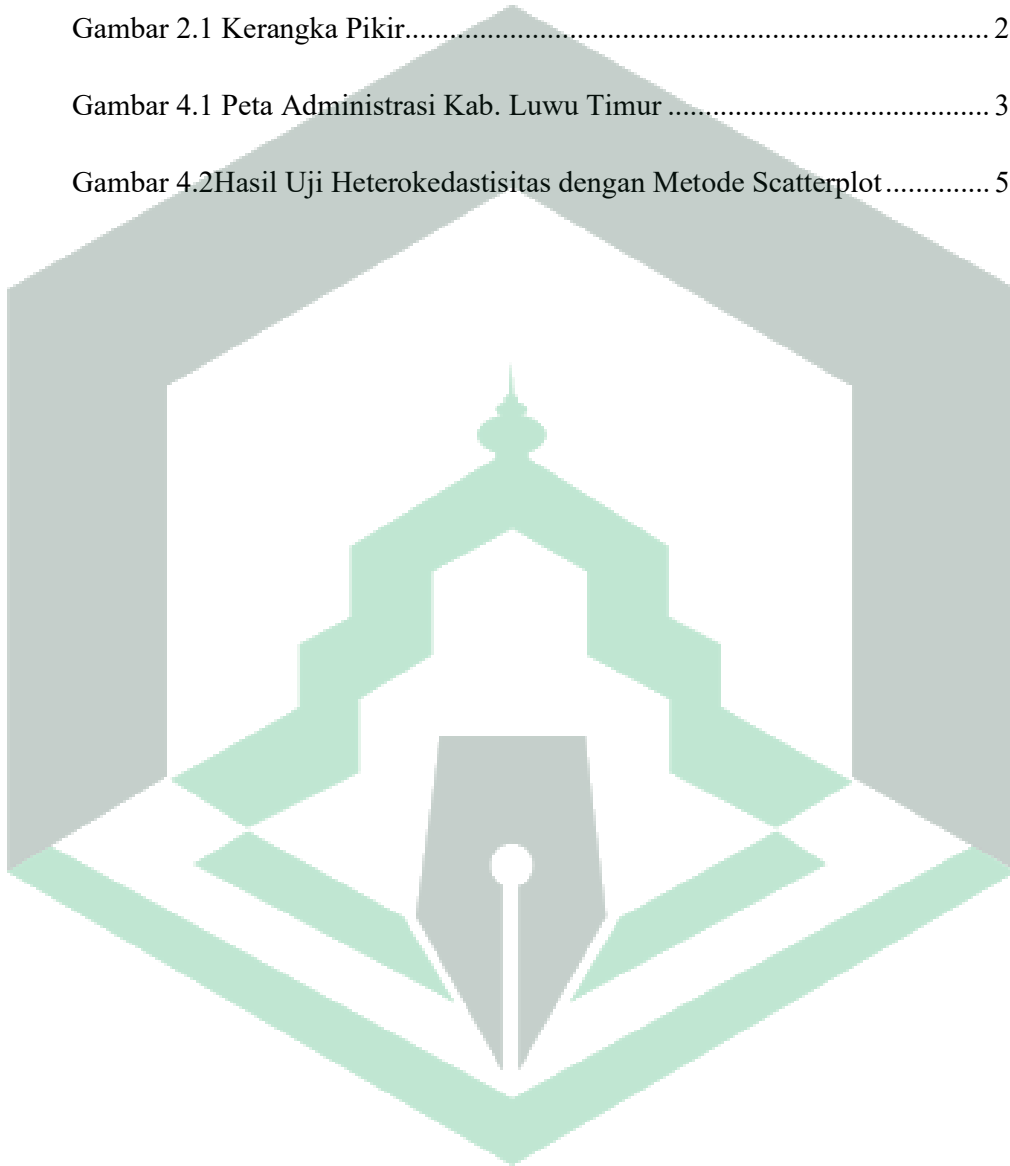 Gambar 2.1 Kerangka Pikir.......................................................................... 2
Gambar 4.1 Peta Administrasi Kab. Luwu Timur ......................................... 3
Gambar 4.2Hasil Uji Heterokedastisitas dengan Metode Scatterplot.............. 5